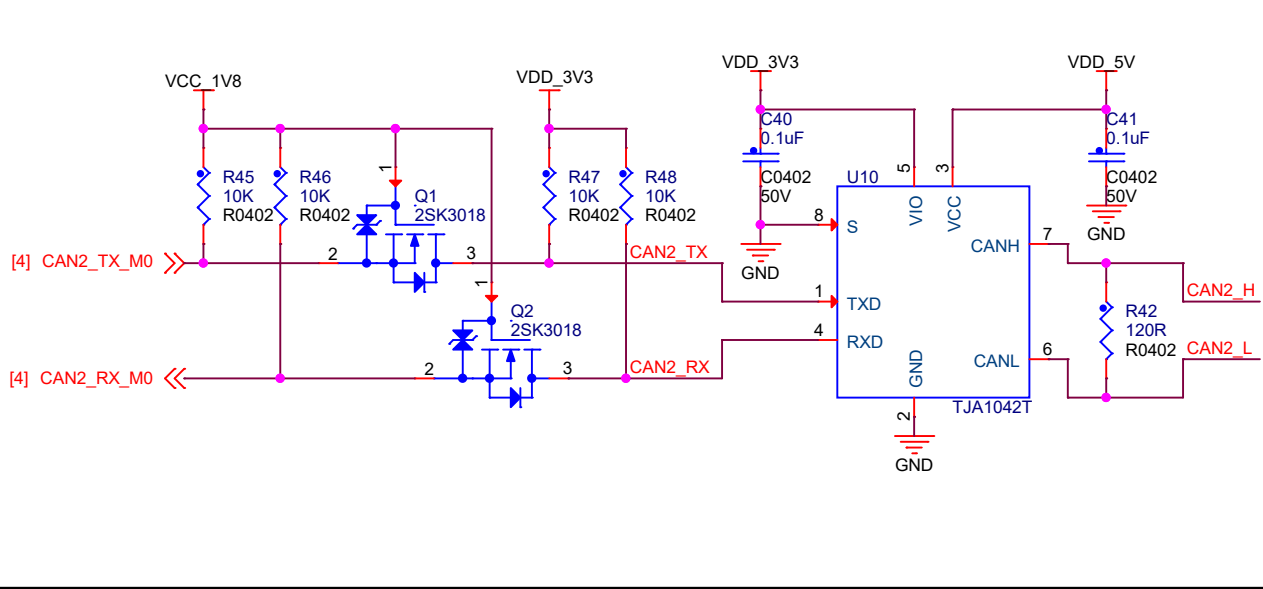 VCC_1V8
VDD_3V3
VDD_3V3
VDD_5V
R45
10K
R0402
R46
10K
R0402
1
Q1
2SK3018
R47
10K
R0402
R48
10K
R0402
C40
0.1uF
C0402
50V
GND
C41
0.1uF
C0402
50V
GND
U10
5
3
VIO
VCC
8
S
CANH
7
[4] CAN2_TX_M0
2
3
CAN2_TX
1
TXD
1
Q2
2SK3018
4
RXD
CAN2_H
R42
120R
R0402
[4] CAN2_RX_M0
2
3
CAN2_RX
GND
CANL
6
CAN2_L
2
TJA1042T
GND